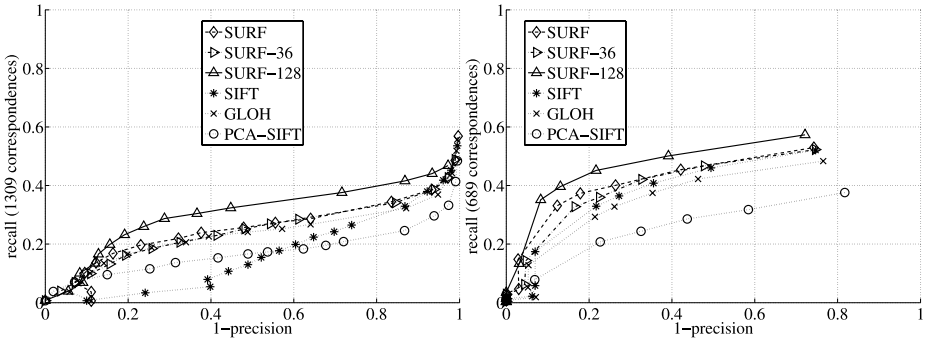 1
0.8
0.6
0.4
0.2
0
0
0.2
0.4
0.6
0.8
1
recall (1309 correspondences)
1−precision
SURF
SURF−36
SURF−128
SIFT
GLOH
PCA−SIFT
1
0.8
0.6
0.4
0.2
0
0
0.2
0.4
0.6
0.8
1
recall (689 correspondences)
1−precision
SURF
SURF−36
SURF−128
SIFT
GLOH
PCA−SIFT